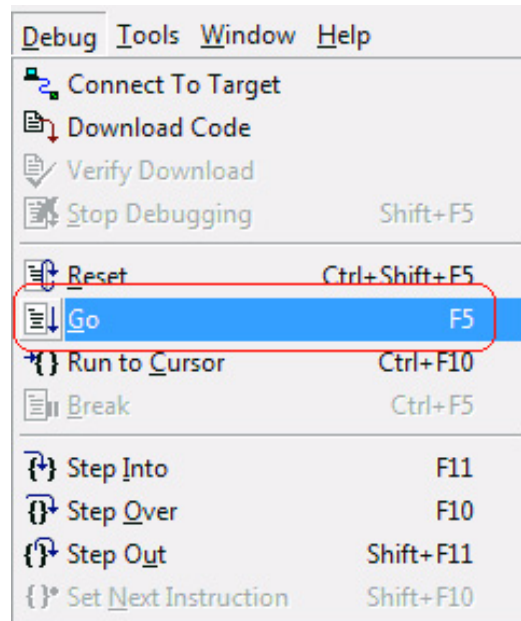 Debug Tools Window Help
Connect To Target
Download Code
Verify Download
Stop Debugging Shift+F5
Reset Ctrl+Shift+F5
Go F5
Run to Cursor Ctrl+F10
Break Ctrl+F5
Step Into F11
Step Over F10
Step Out Shift+F11
Set Next Instruction Shift+F10